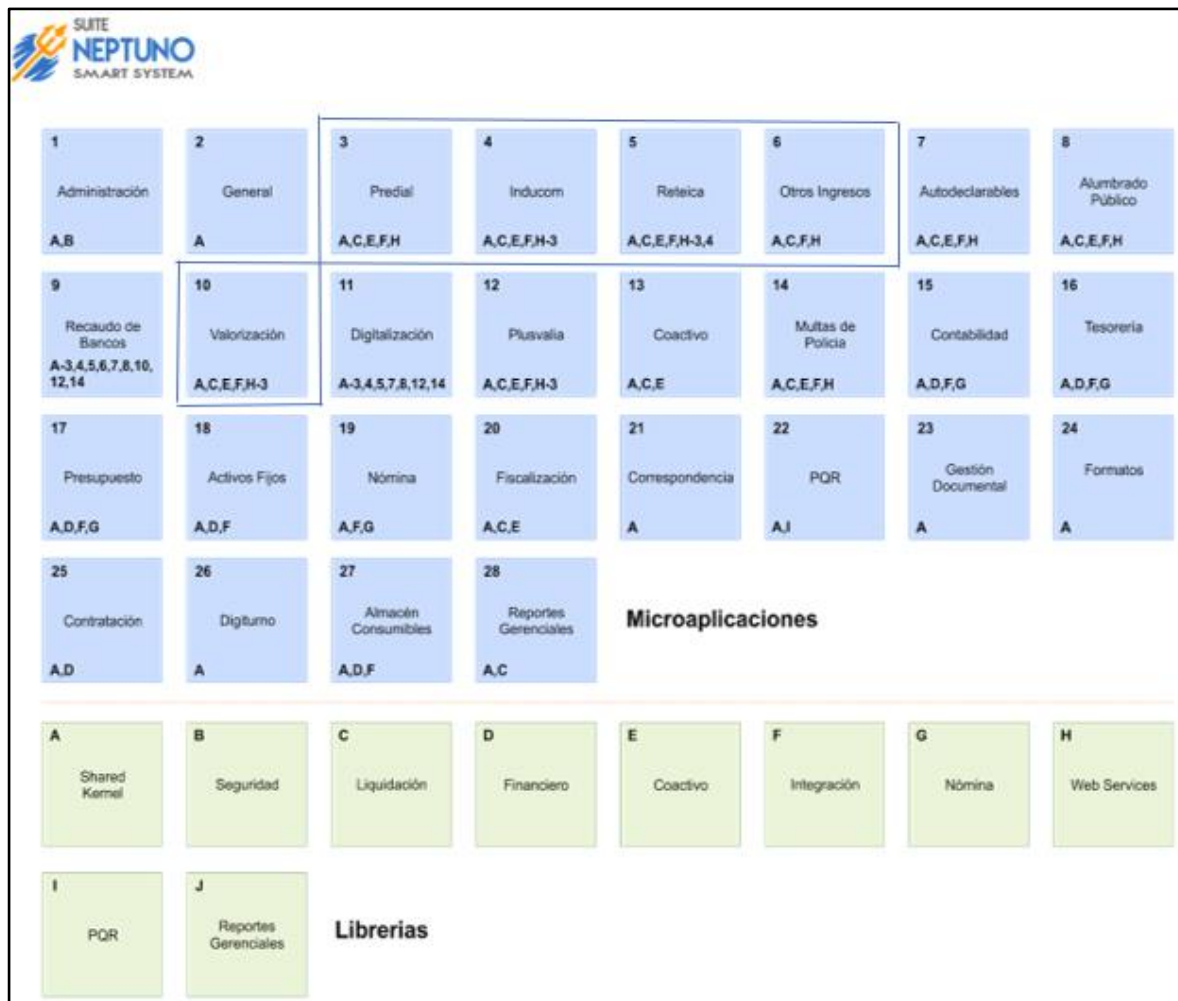 SUITE
NEPTUNO
SMART SYSTEM
1
Administración
A,B
2
General
A
3
Predial
A,C,E,F,H
4
Inducom
A,C,E,F,H-3
5
Reteica
A,C,E,F,H-3,4
6
Otros Ingresos
A,C,F,H
7
Autodeclarables
A,C,E,F,H
8
Alumbrado
Público
A,C,E,F,H
9
Recaudo de
Bancos
A-3,4,5,6,7,8,10,
12,14
10
Valorización
A,C,E,F,H-3
11
Digitalización
A-3,4,5,7,8,12,14
12
Plusvalia
A,C,E,F,H-3
13
Coactivo
A,C,E
14
Multas de
Policia
A,C,E,F,H
15
Contabilidad
A,D,F,G
16
Tesorería
A,D,F,G
17
Presupuesto
A,D,F,G
18
Activos Fijos
A,D,F
19
Nómina
A,F,G
20
Fiscalización
A,C,E
21
Correspondencia
A
22
PQR
A,I
23
Gestión
Documental
A
24
Formatos
A
25
Contratación
A,D
26
Digiturno
A
27
Almacén
Consumibles
A,D,F
28
Reportes
Gerenciales
A,C
Microaplicaciones
A
Shared
Kernel
B
Seguridad
C
Liquidación
D
Financiero
E
Coactivo
F
Integración
G
Nómina
H
Web Services
I
PQR
J
Reportes
Gerenciales
Librerias